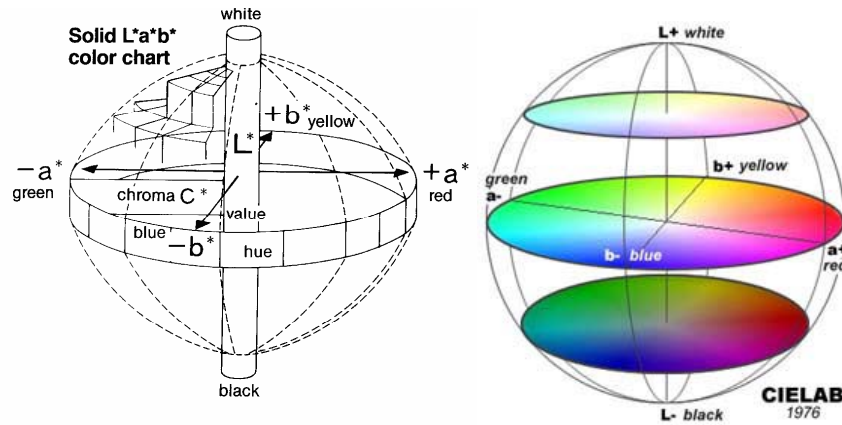 white
Solid L*a*b*
color chart
+b* yellow
L*
-a*
green
+a*
red
chroma C*
value
blue -b*
hue
black
L+ white
b+ yellow
green
a-
b- blue
a+
red
CIELAB
1976
L- black